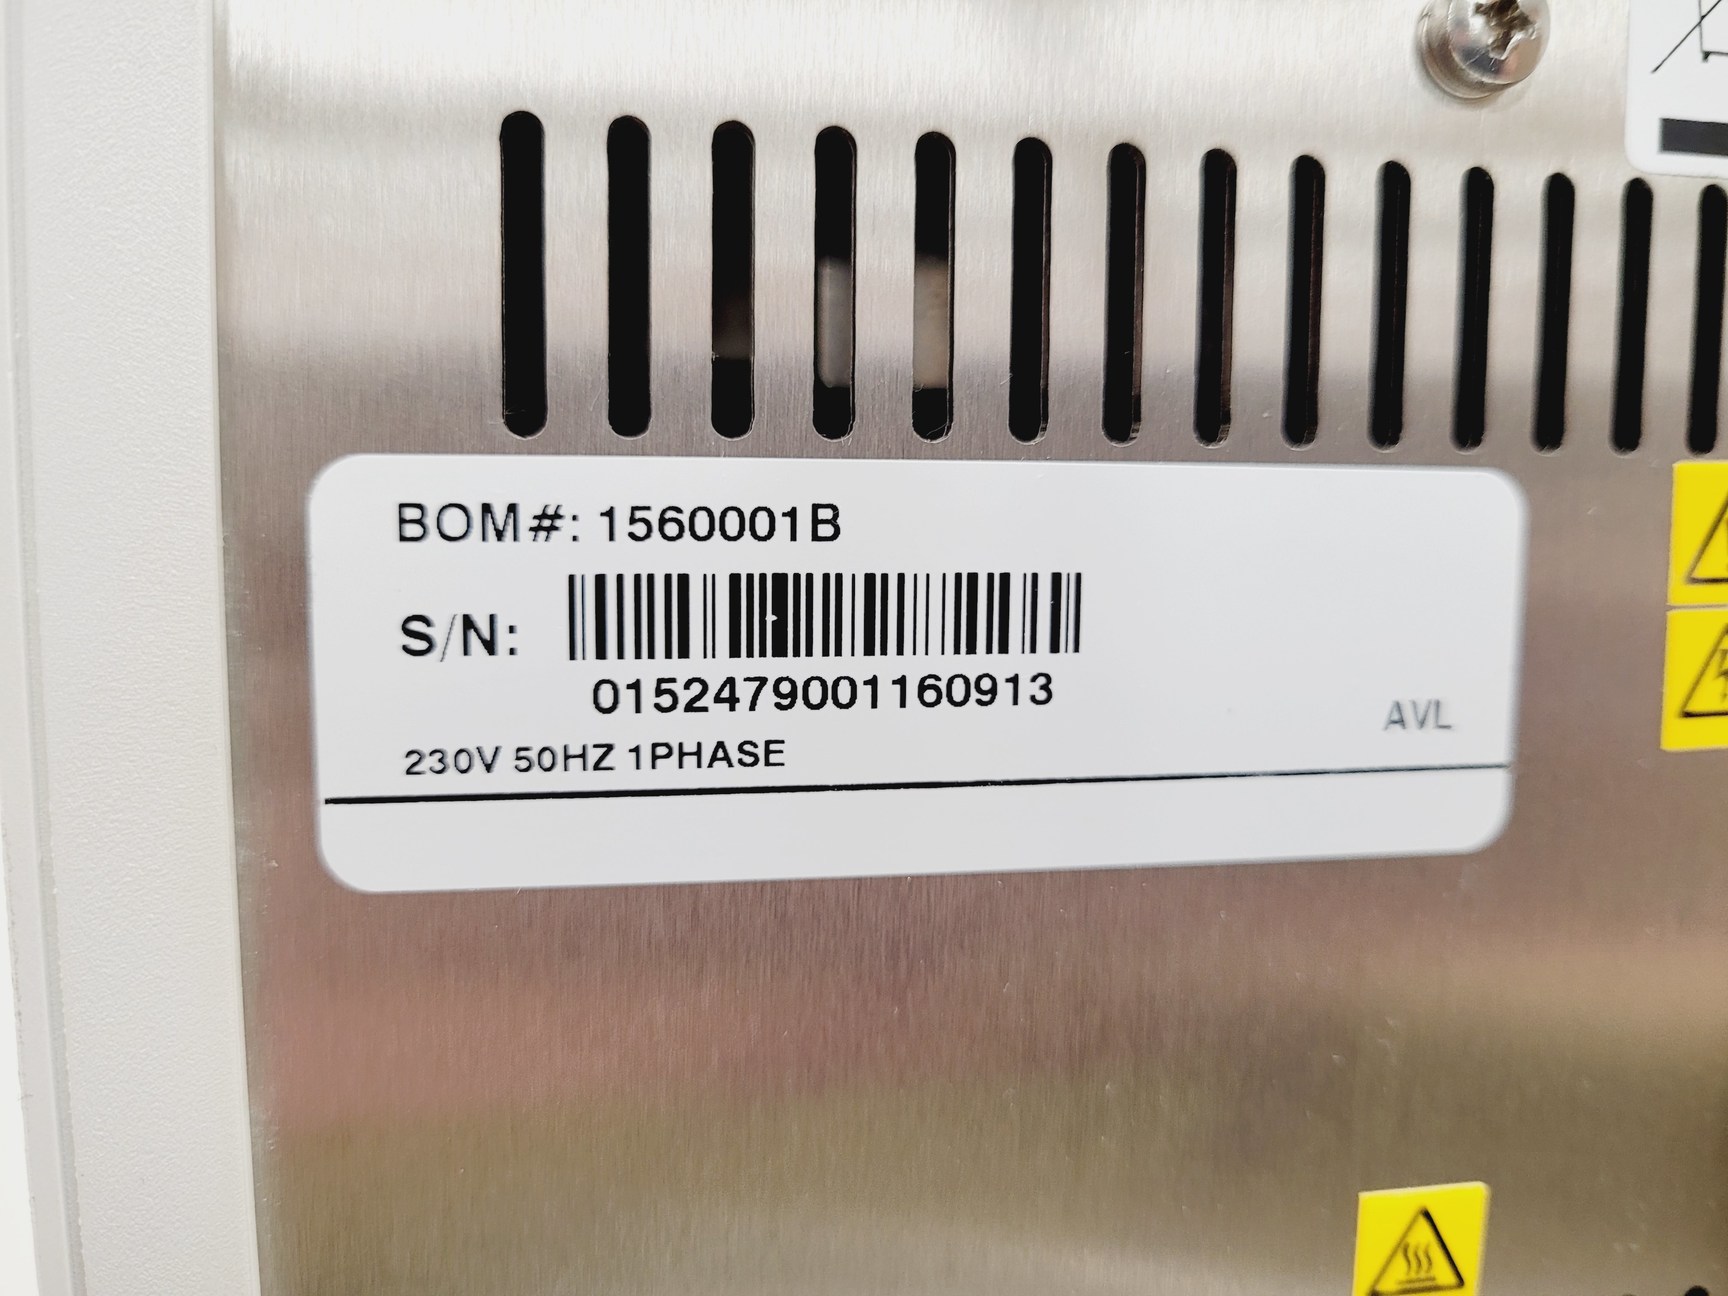 BOM#: 1560001B
S/N:
0152479001160913
AVL
230V 50HZ 1PHASE